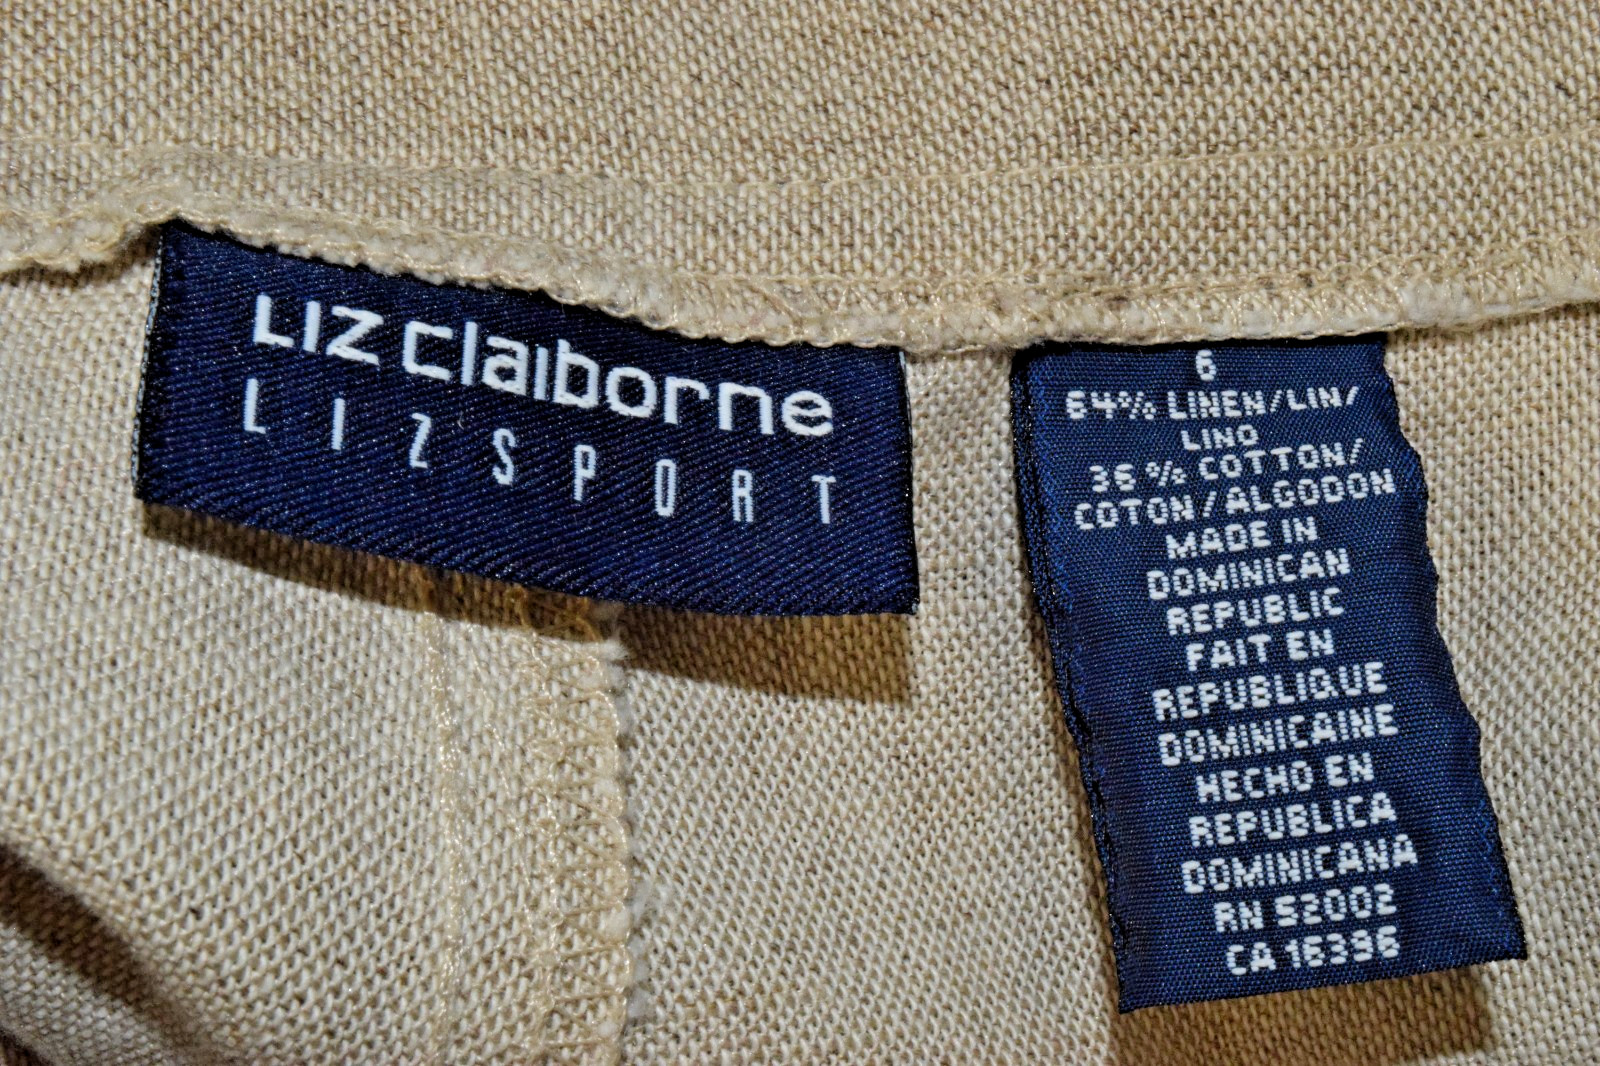 Liz claiborne
LIZSPORT
6
64% LINEN/LIN/
LINO
36% COTTON/
COTON/ALGODON
MADE IN
DOMINICAN
REPUBLIC
FAIT EN
REPUBLIQUE
DOMINICAINE
HECHO EN
REPUBLICA
DOMINICANA
RN 52002
CA 16396